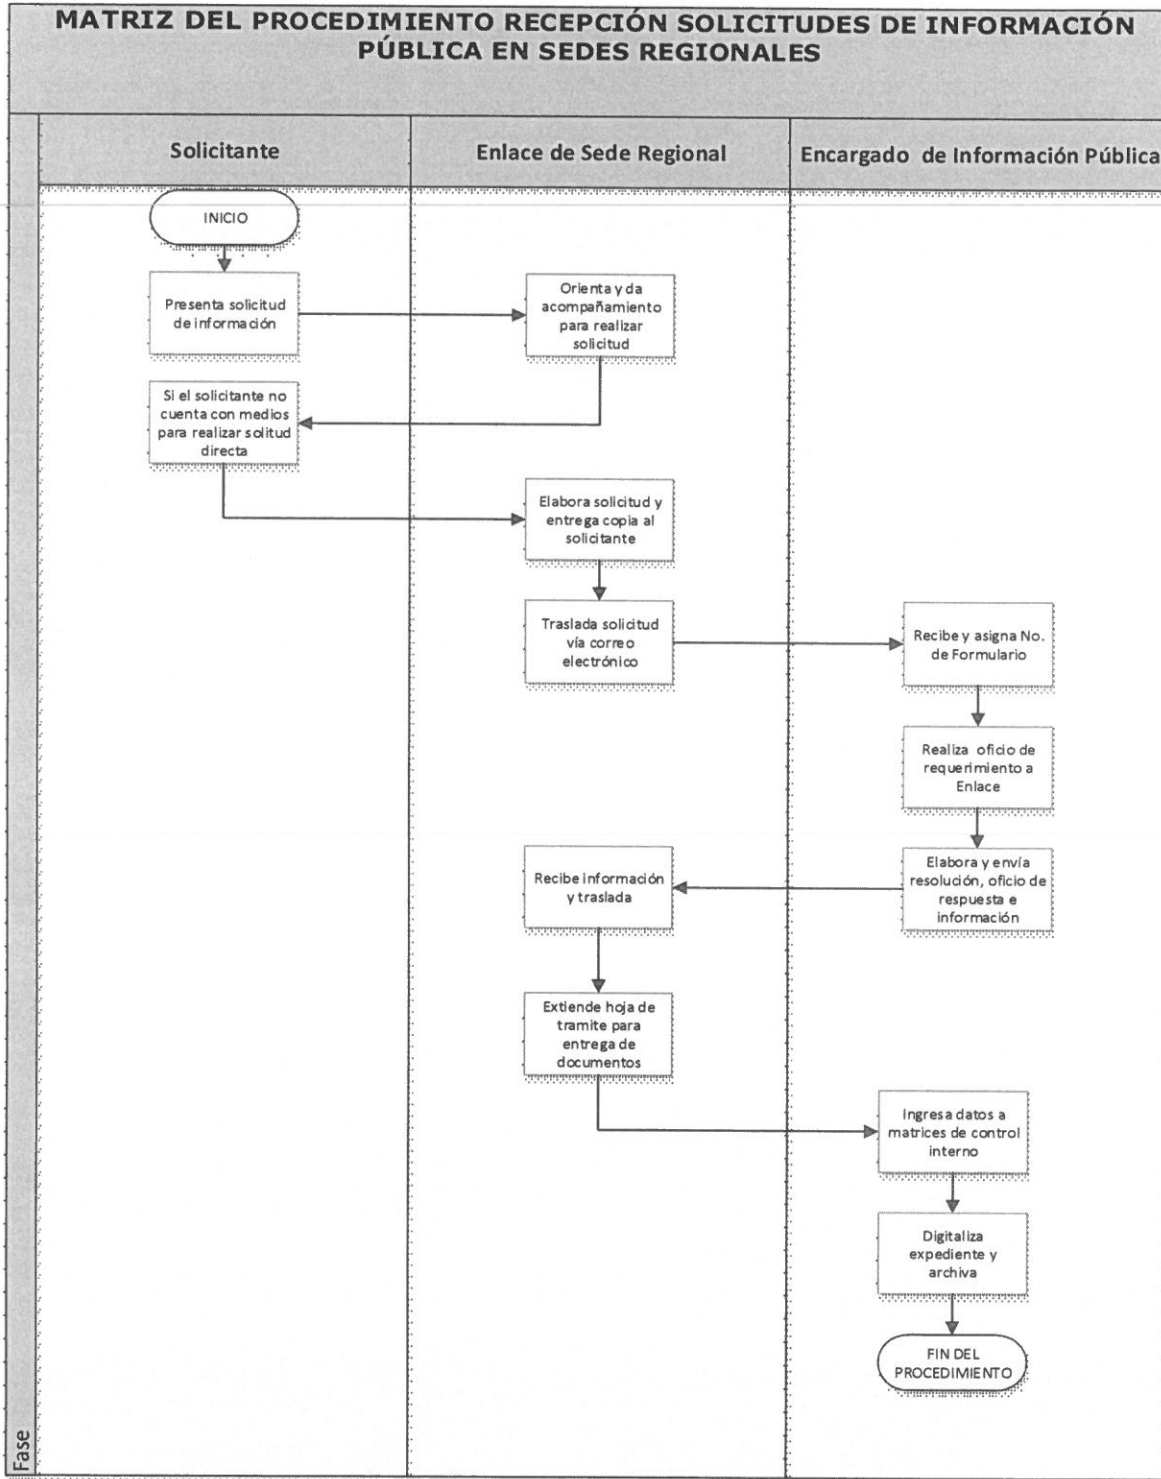 MATRIZ DEL PROCEDIMIENTO RECEPCIÓN SOLICITUDES DE INFORMACIÓN
PÚBLICA EN SEDES REGIONALES
Solicitante
Enlace de Sede Regional
Encargado de Información Pública
INICIO
Presenta solicitud
de información
Orienta y da
acompañamiento
para realizar
solicitud
Si el solicitante no
cuenta con medios
para realizar solitud
directa
Elabora solicitud y
entrega copia al
solicitante
Traslada solicitud
vía correo
electrónico
Recibe y asigna No.
de Formulario
Realiza oficio de
requerimiento a
Enlace
Elabora y envía
resolución, oficio de
respuesta e
información
Recibe información
y traslada
Extiende hoja de
tramite para
entrega de
documentos
Ingresa datos a
matrices de control
interno
Digitaliza
expediente y
archiva
FIN DEL
PROCEDIMIENTO
Fase